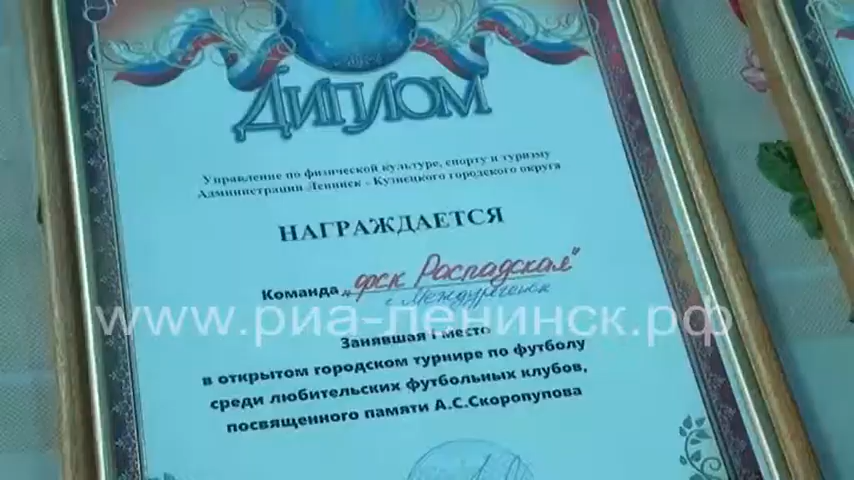 ДИПЛОМ
Управление по физической культуре, спорту и туризму
Администрации Ленинск - Кузнецкого городского округа
НАГРАЖДАЕТСЯ
Команда „фск Распадская"
г. Междуреченск
www.риа-ленинск.рф
Занявшая I место
в открытом городском турнире по футболу
среди любительских футбольных клубов,
посвященного памяти А.С.Скоропупова